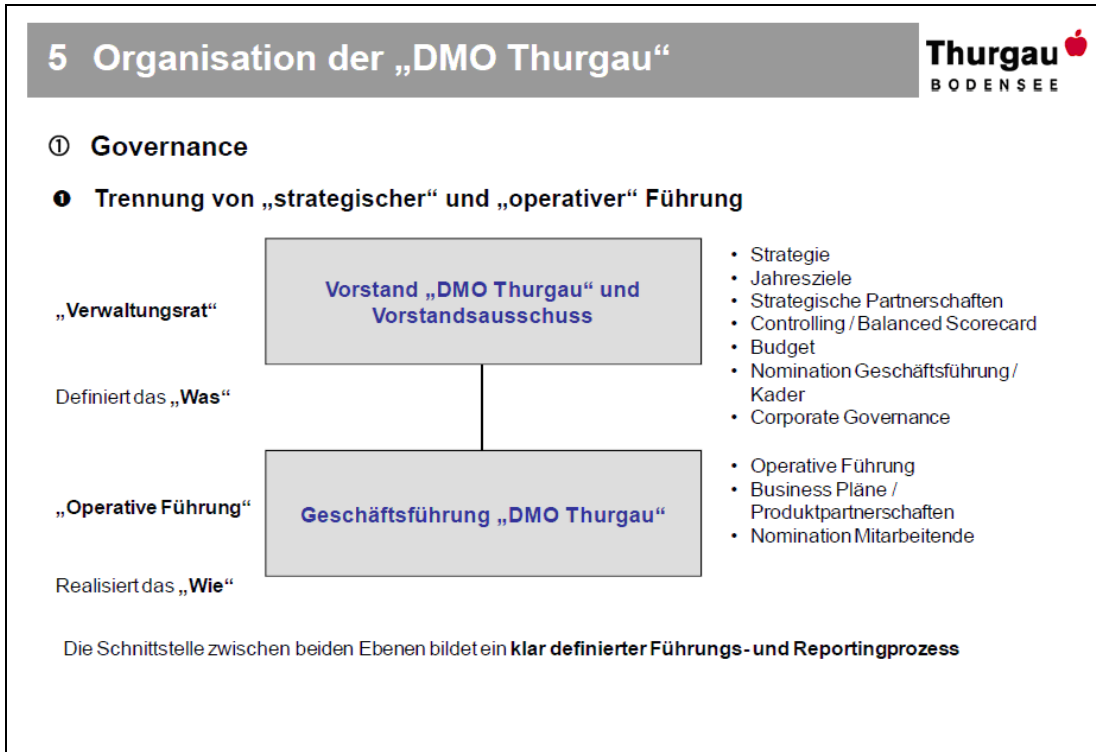 5 Organisation der „DMO Thurgau“
Thurgau
BODENSEE
① Governance
❶ Trennung von „strategischer“ und „operativer“ Führung
„Verwaltungsrat“
Definiert das „Was“
Vorstand „DMO Thurgau“ und
Vorstandsausschuss
• Strategie
• Jahresziele
• Strategische Partnerschaften
• Controlling / Balanced Scorecard
• Budget
• Nomination Geschäftsführung /
Kader
• Corporate Governance
„Operative Führung“
Realisiert das „Wie“
Geschäftsführung „DMO Thurgau“
• Operative Führung
• Business Pläne /
Produktpartnerschaften
• Nomination Mitarbeitende
Die Schnittstelle zwischen beiden Ebenen bildet ein klar definierter Führungs- und Reportingprozess